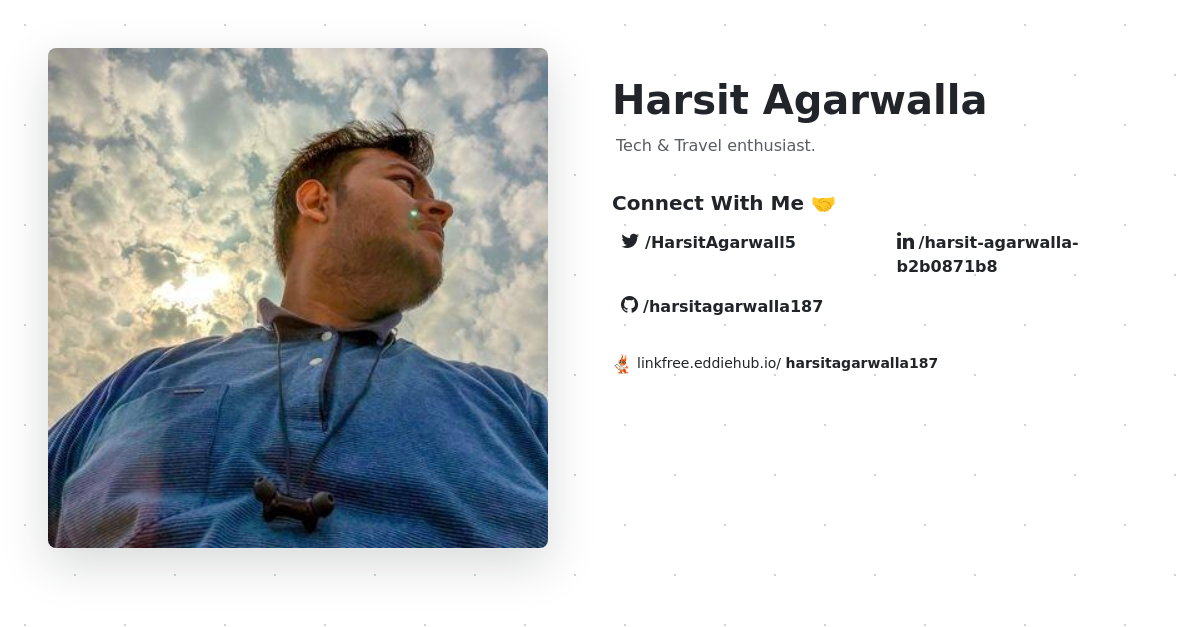 Harsit Agarwalla
Tech & Travel enthusiast.
Connect With Me 🤝
/HarsitAgarwall5
/harsit-agarwalla-
b2b0871b8
/harsitagarwalla187
linkfree.eddiehub.io/ harsitagarwalla187